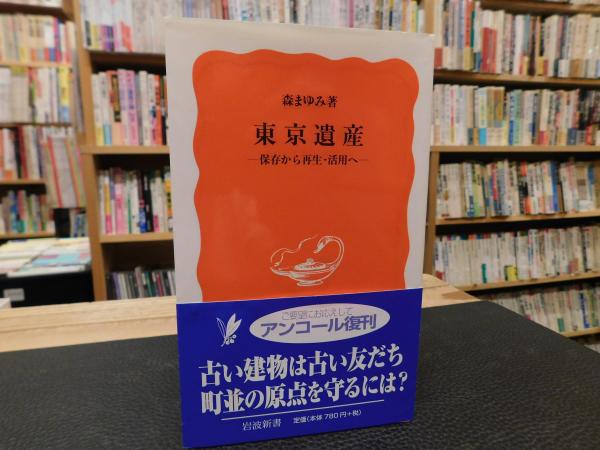 森まゆみ著
東京遺産
―保存から再生・活用へ―
ご要望にお応えして
アンコール復刊
古い建物は古い友だち
町並の原点を守るには?
岩波新書 定価(本体780円+税)